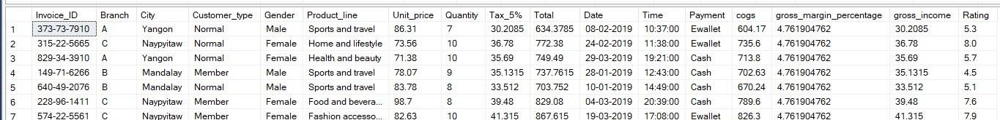 Invoice_ID Branch City Customer_type Gender Product_line Unit_price Quantity Tax_5% Total Date Time Payment cogs gross_margin_percentage gross_income Rating
1 373-73-7910 A Yangon Normal Male Sports and travel 86.31 7 30.2085 634.3785 08-02-2019 10:37:00 Ewallet 604.17 4.761904762 30.2085 5.3
2 315-22-5665 C Naypyitaw Normal Female Home and lifestyle 73.56 10 36.78 772.38 24-02-2019 11:38:00 Ewallet 735.6 4.761904762 36.78 8.0
3 829-34-3910 A Yangon Normal Female Health and beauty 71.38 10 35.69 749.49 29-03-2019 19:21:00 Cash 713.8 4.761904762 35.69 5.7
4 149-71-6266 B Mandalay Member Male Sports and travel 78.07 9 35.1315 737.7615 28-01-2019 12:43:00 Cash 702.63 4.761904762 35.1315 4.5
5 640-49-2076 B Mandalay Normal Male Sports and travel 83.78 8 33.512 703.752 10-01-2019 14:49:00 Cash 670.24 4.761904762 33.512 5.1
6 228-96-1411 C Naypyitaw Member Female Food and bevera... 98.7 8 39.48 829.08 04-03-2019 20:39:00 Cash 789.6 4.761904762 39.48 7.6
7 574-22-5561 C Naypyitaw Member Female Fashion accesso... 82.63 10 41.315 867.615 19-03-2019 17:08:00 Ewallet 826.3 4.761904762 41.315 7.9